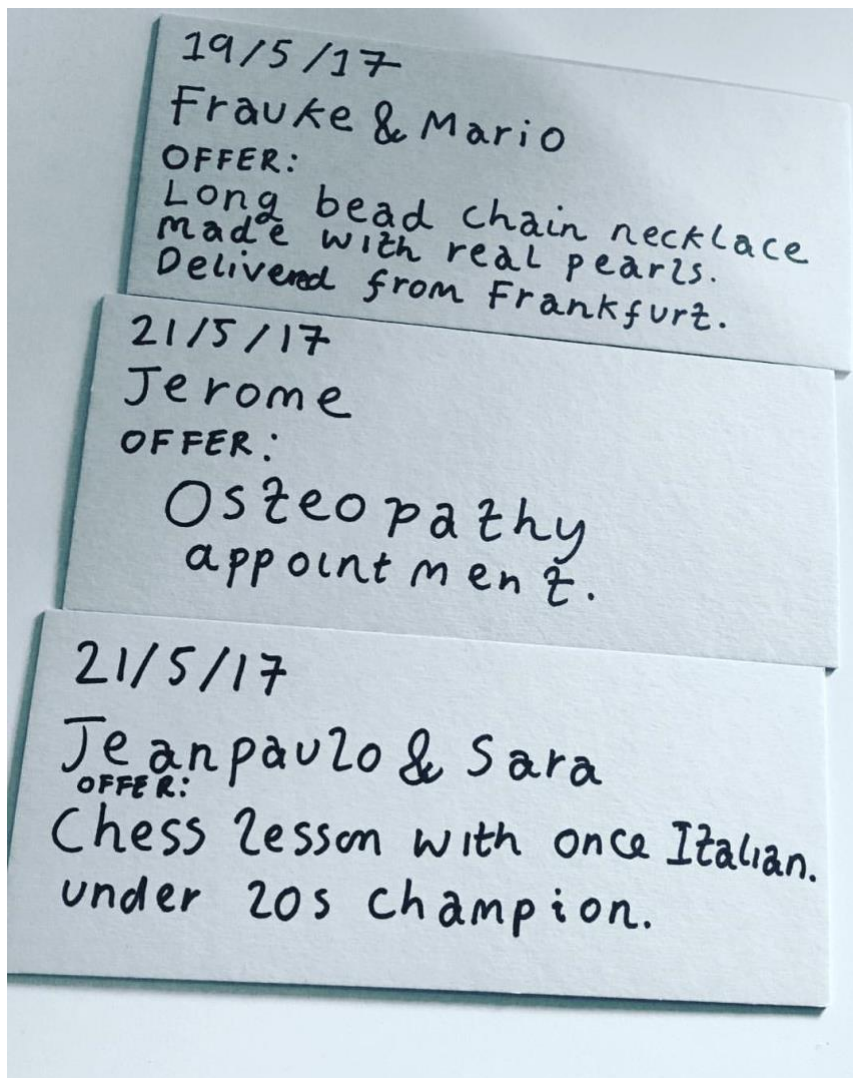 19/5/17
Frauke & Mario
OFFER:
Long bead chain necklace
made with real pearls.
Delivered from Frankfurt.
21/5/17
Jerome
OFFER:
Osteopathy
appointment.
21/5/17
Jeanpaulo & Sara
OFFER:
Chess lesson with once Italian.
under 20s champion.